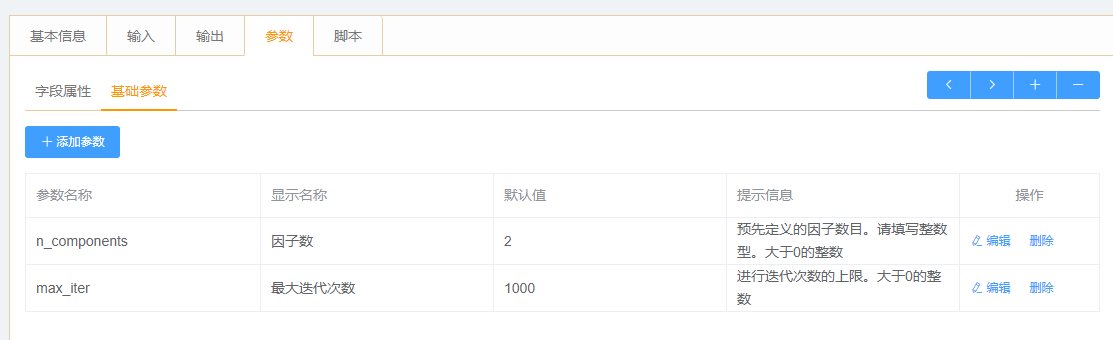 基本信息 输入 输出 参数 脚本
字段属性 基础参数
添加参数
参数名称 显示名称 默认值 提示信息 操作
n_components 因子数 2 预先定义的因子数目。请填写整数型。大于0的整数 编辑 删除
max_iter 最大迭代次数 1000 进行迭代次数的上限。大于0的整数 编辑 删除